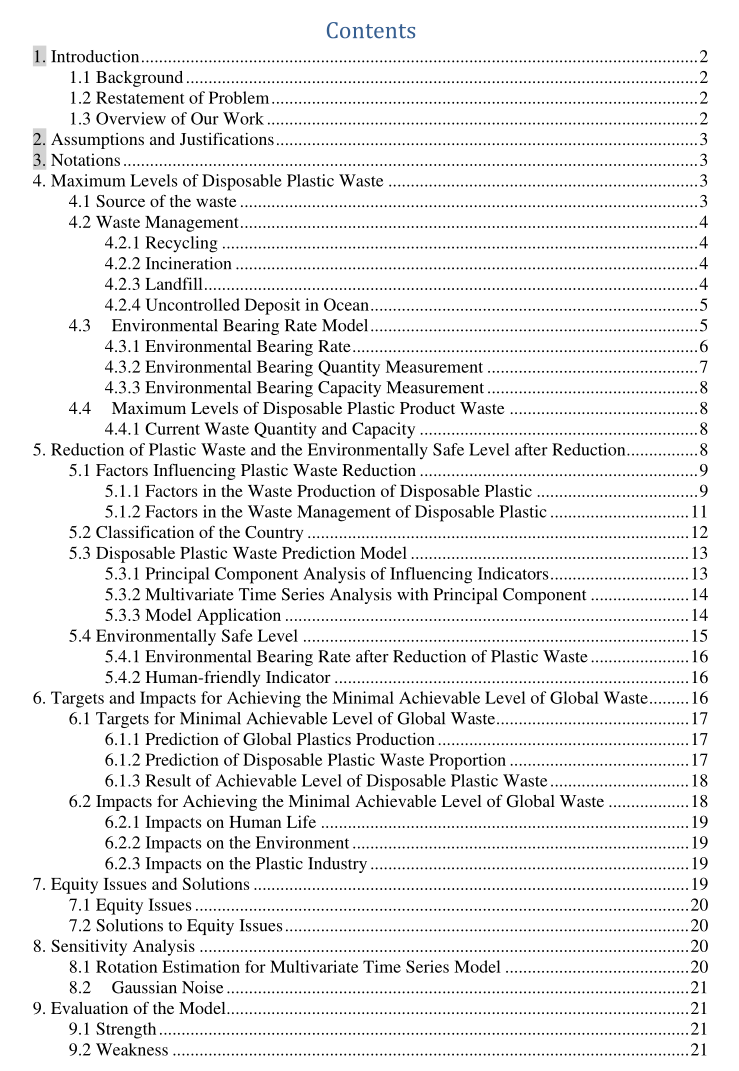 Contents
1. Introduction.....2
1.1 Background.....2
1.2 Restatement of Problem.....2
1.3 Overview of Our Work.....2
2. Assumptions and Justifications.....3
3. Notations.....3
4. Maximum Levels of Disposable Plastic Waste.....3
4.1 Source of the waste.....3
4.2 Waste Management.....4
4.2.1 Recycling.....4
4.2.2 Incineration.....4
4.2.3 Landfill.....4
4.2.4 Uncontrolled Deposit in Ocean.....5
4.3 Environmental Bearing Rate Model.....5
4.3.1 Environmental Bearing Rate.....6
4.3.2 Environmental Bearing Quantity Measurement.....7
4.3.3 Environmental Bearing Capacity Measurement.....8
4.4 Maximum Levels of Disposable Plastic Product Waste.....8
4.4.1 Current Waste Quantity and Capacity.....8
5. Reduction of Plastic Waste and the Environmentally Safe Level after Reduction.....8
5.1 Factors Influencing Plastic Waste Reduction.....9
5.1.1 Factors in the Waste Production of Disposable Plastic.....9
5.1.2 Factors in the Waste Management of Disposable Plastic.....11
5.2 Classification of the Country.....12
5.3 Disposable Plastic Waste Prediction Model.....13
5.3.1 Principal Component Analysis of Influencing Indicators.....13
5.3.2 Multivariate Time Series Analysis with Principal Component.....14
5.3.3 Model Application.....14
5.4 Environmentally Safe Level.....15
5.4.1 Environmental Bearing Rate after Reduction of Plastic Waste.....16
5.4.2 Human-friendly Indicator.....16
6. Targets and Impacts for Achieving the Minimal Achievable Level of Global Waste.....16
6.1 Targets for Minimal Achievable Level of Global Waste.....17
6.1.1 Prediction of Global Plastics Production.....17
6.1.2 Prediction of Disposable Plastic Waste Proportion.....17
6.1.3 Result of Achievable Level of Disposable Plastic Waste.....18
6.2 Impacts for Achieving the Minimal Achievable Level of Global Waste.....18
6.2.1 Impacts on Human Life.....19
6.2.2 Impacts on the Environment.....19
6.2.3 Impacts on the Plastic Industry.....19
7. Equity Issues and Solutions.....19
7.1 Equity Issues.....20
7.2 Solutions to Equity Issues.....20
8. Sensitivity Analysis.....20
8.1 Rotation Estimation for Multivariate Time Series Model.....20
8.2 Gaussian Noise.....21
9. Evaluation of the Model.....21
9.1 Strength.....21
9.2 Weakness.....21